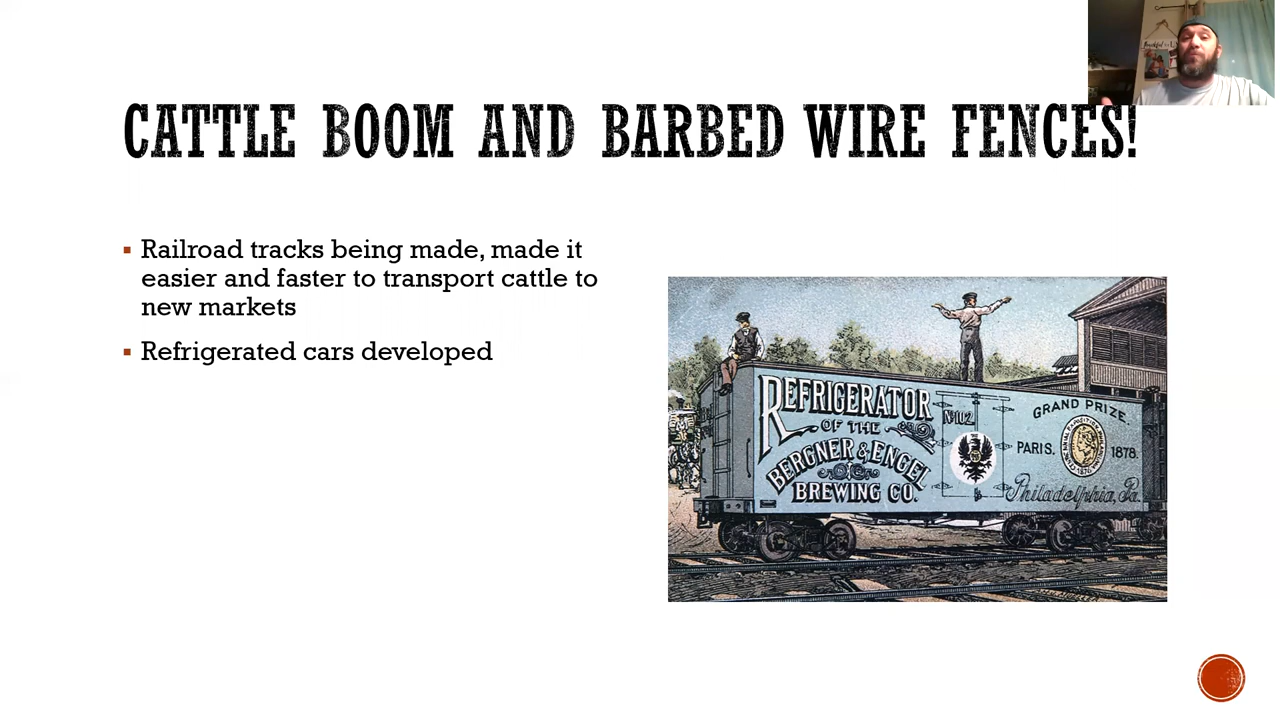 CATTLE BOOM AND BARBED WIRE FENCES!
Railroad tracks being made, made it
easier and faster to transport cattle to
new markets
Refrigerated cars developed
REFRIGERATOR
OF THE
BERGNER & ENGEL
BREWING CO.
No 102
GRAND PRIZE.
PARIS. 1878.
Philadelphia, Pa.